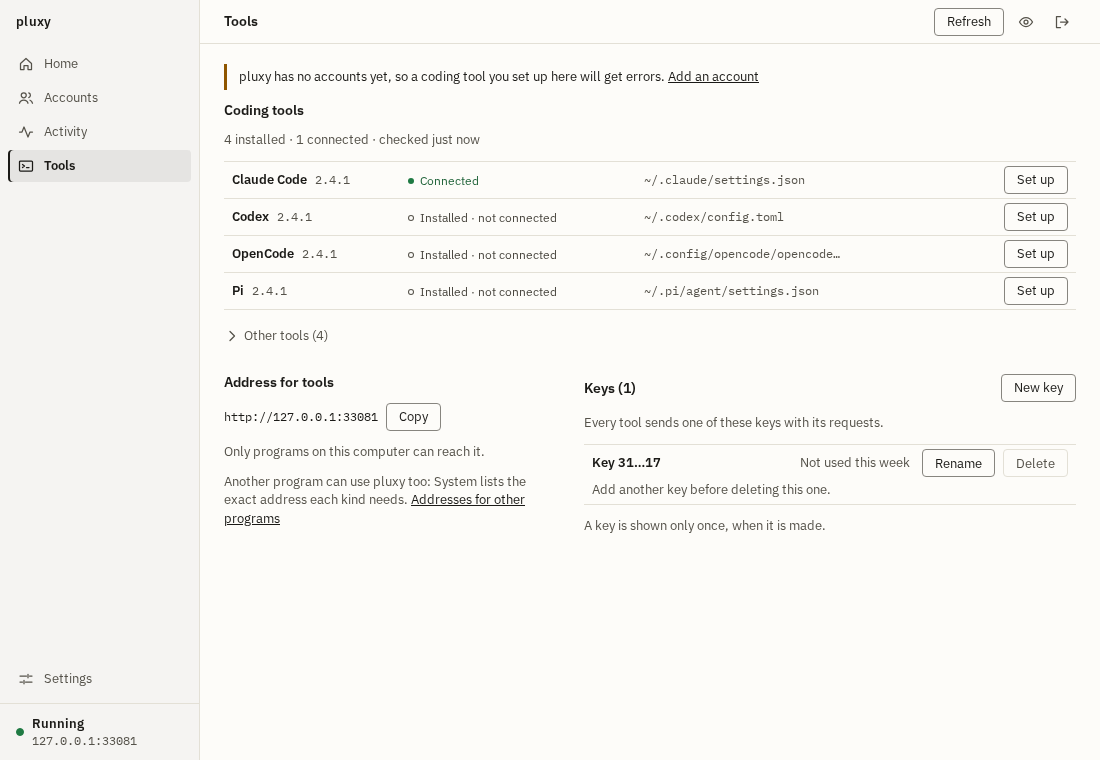 pluxy
Home
Accounts
Activity
Tools
Settings
Running
127.0.0.1:33081
Tools
Refresh
pluxy has no accounts yet, so a coding tool you set up here will get errors. Add an account
Coding tools
4 installed · 1 connected · checked just now
Claude Code 2.4.1 Connected ~/.claude/settings.json Set up
Codex 2.4.1 Installed · not connected ~/.codex/config.toml Set up
OpenCode 2.4.1 Installed · not connected ~/.config/opencode/opencode… Set up
Pi 2.4.1 Installed · not connected ~/.pi/agent/settings.json Set up
Other tools (4)
Address for tools
http://127.0.0.1:33081 Copy
Only programs on this computer can reach it.
Another program can use pluxy too: System lists the
exact address each kind needs. Addresses for other
programs
Keys (1) New key
Every tool sends one of these keys with its requests.
Key 31…17 Not used this week Rename Delete
Add another key before deleting this one.
A key is shown only once, when it is made.